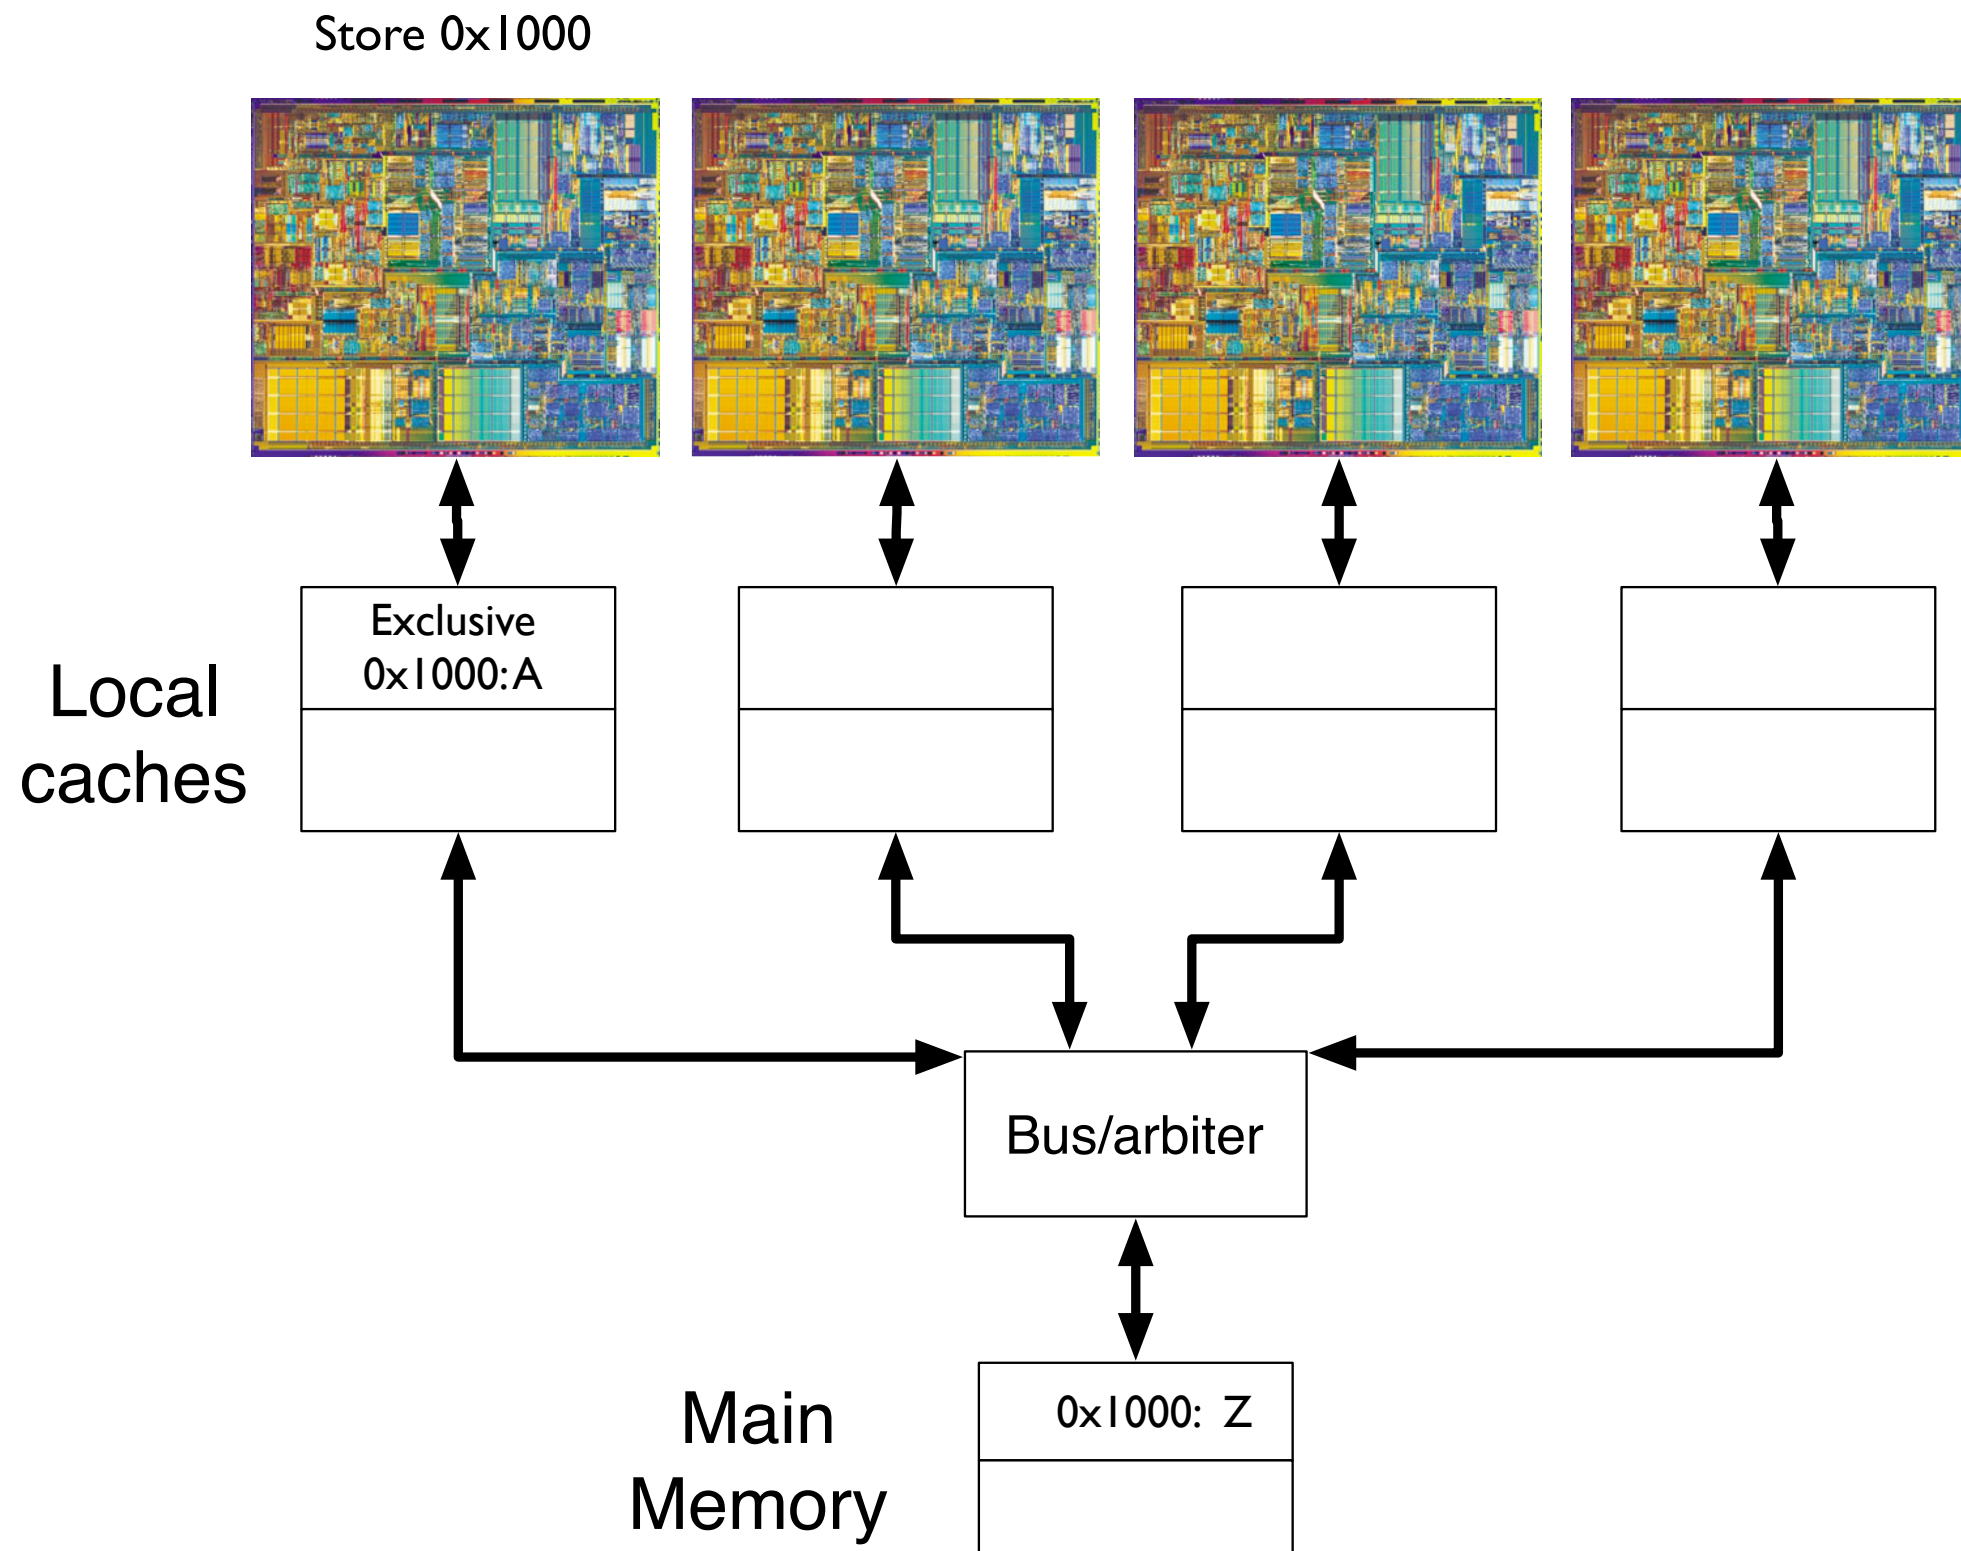 Store 0x1000
Exclusive
0x1000: A
Local
caches
Bus/arbiter
Main
Memory
0x1000: Z